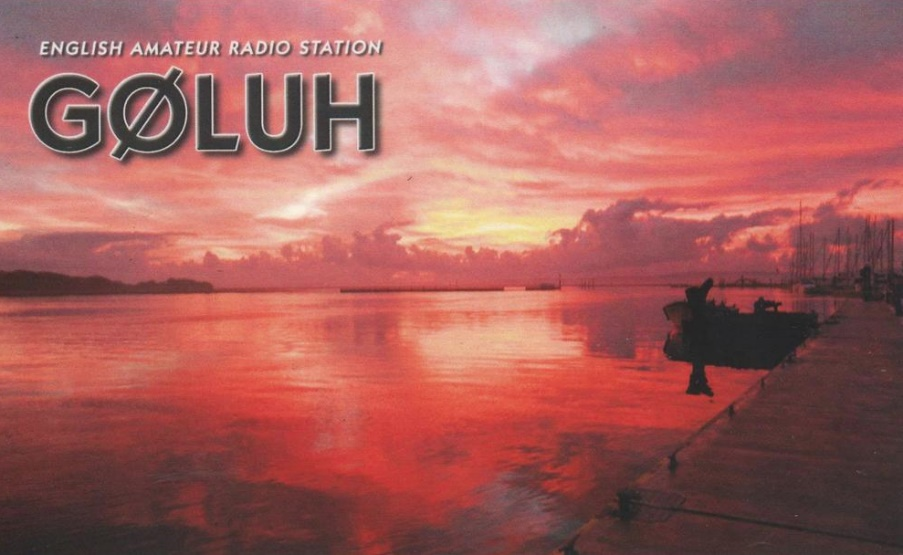 ENGLISH AMATEUR RADIO STATION
GØLUH